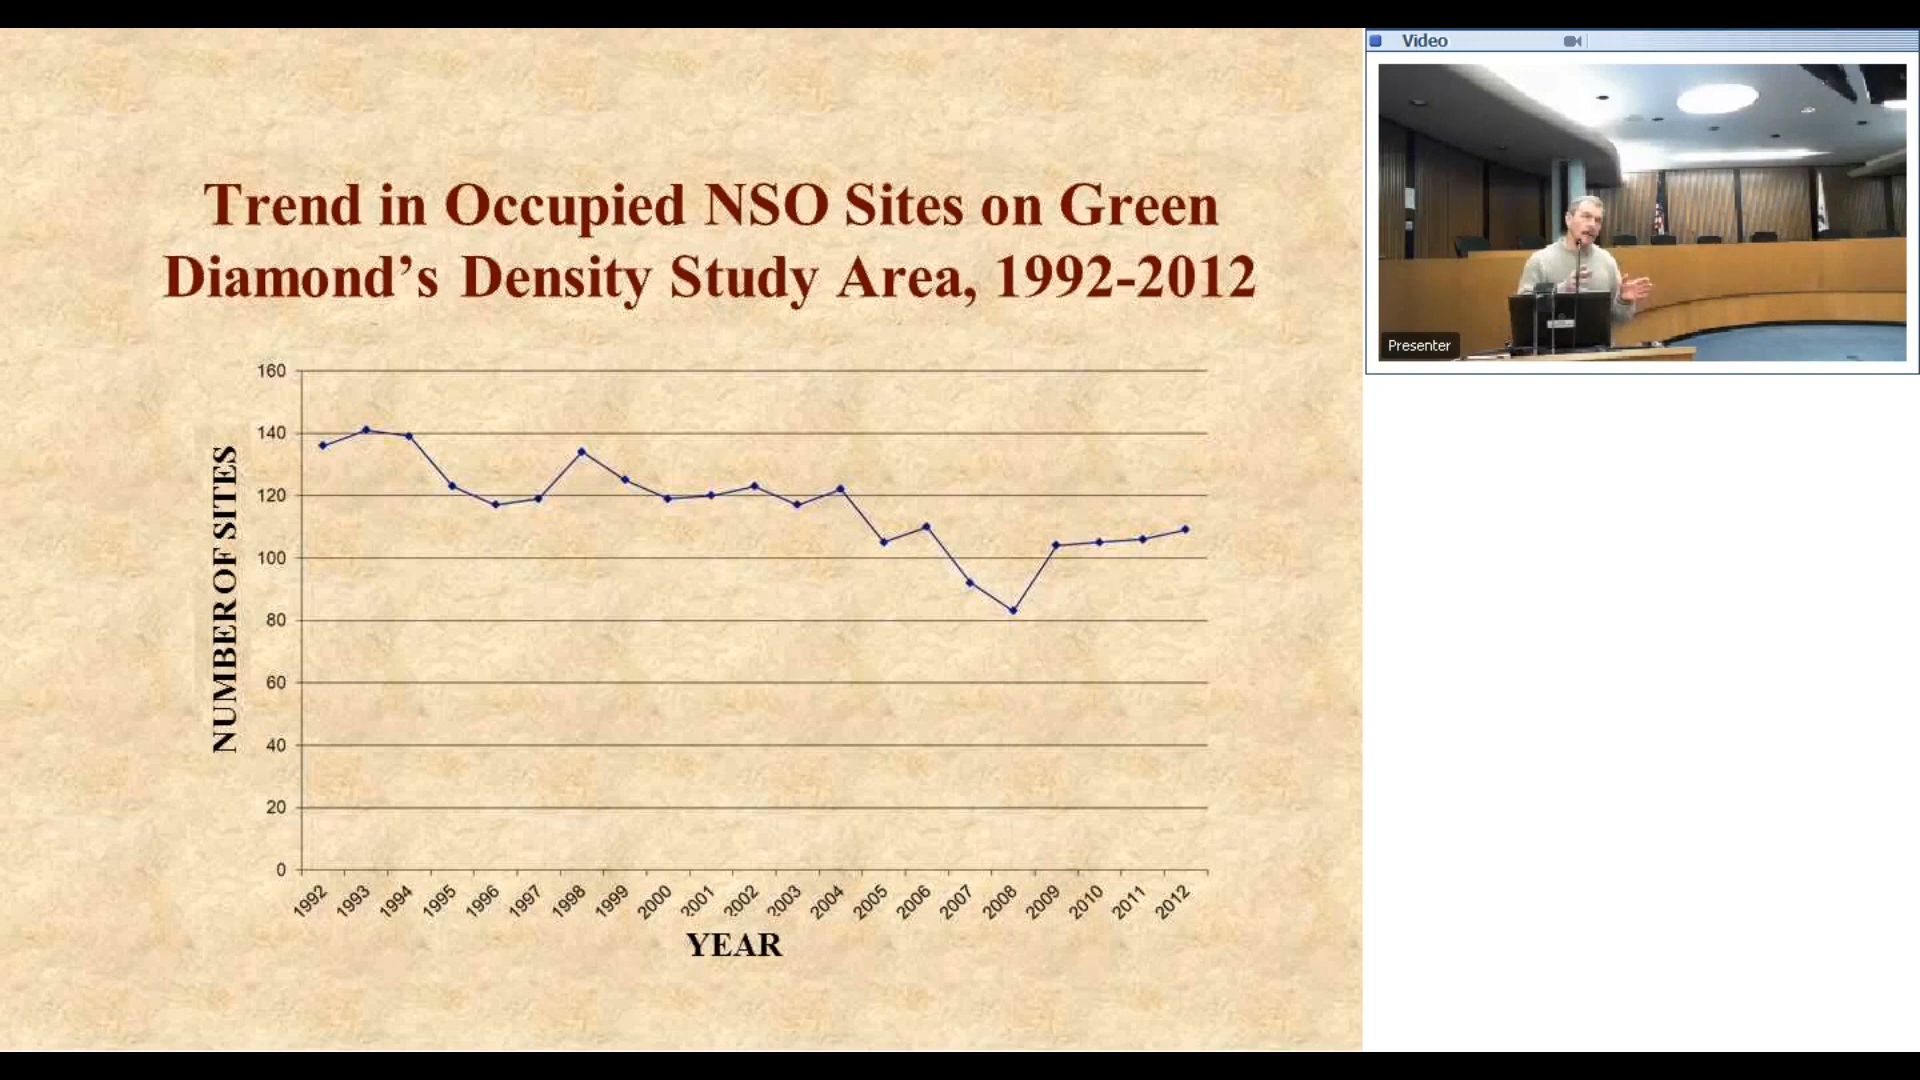 Trend in Occupied NSO Sites on Green
Diamond's Density Study Area, 1992-2012
NUMBER OF SITES
160
140
120
100
80
60
40
20
0
1992 1993 1994 1995 1996 1997 1998 1999 2000 2001 2002 2003 2004 2005 2006 2007 2008 2009 2010 2011 2012
YEAR
Video
Presenter